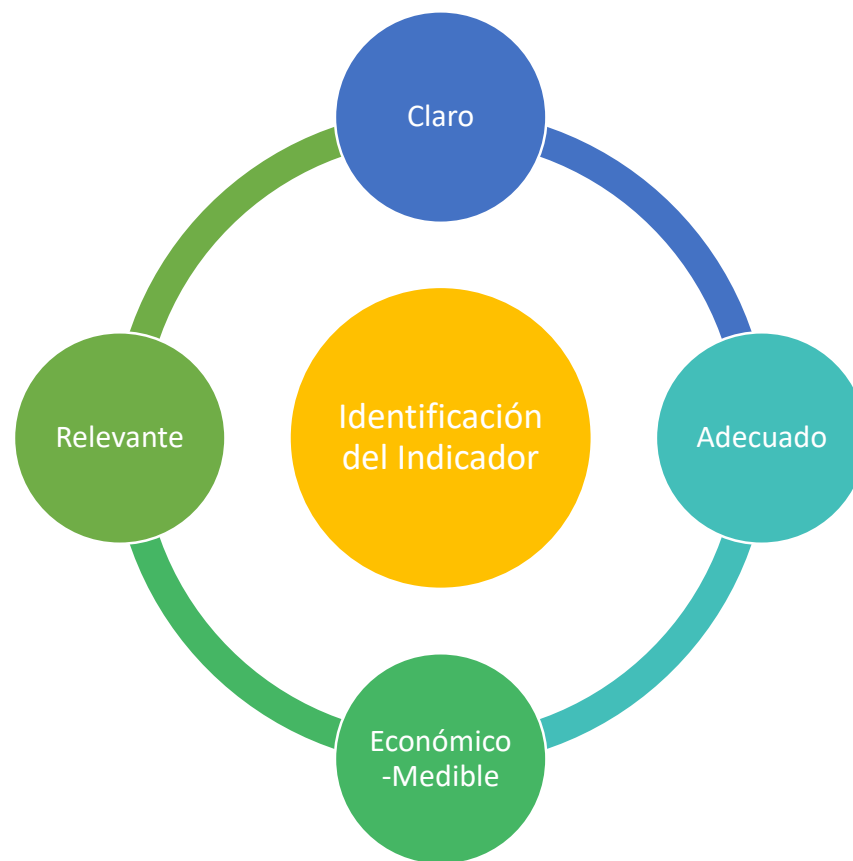 Claro
Relevante
Identificación
del Indicador
Adecuado
Económico
-Medible